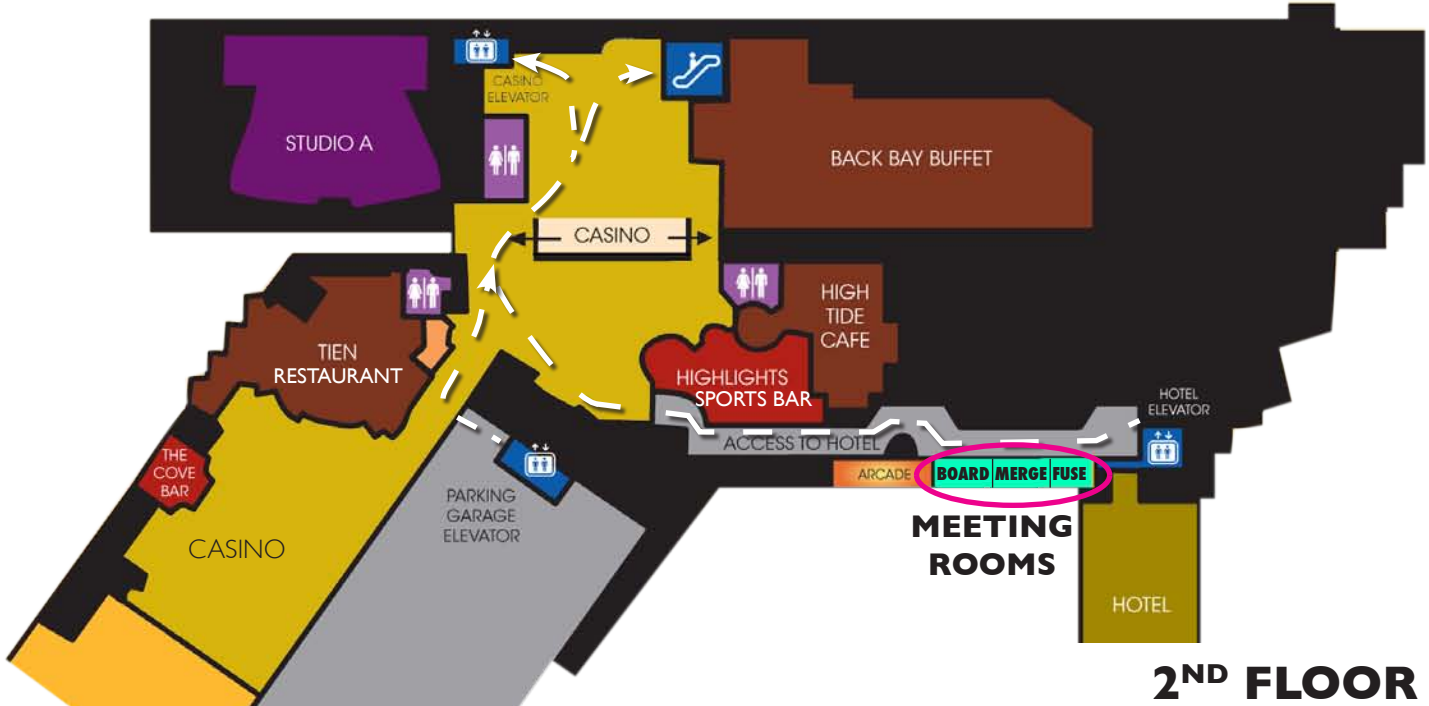 CASINO
ELEVATOR
STUDIO A
BACK BAY BUFFET
CASINO
HIGH
TIDE
CAFE
TIEN
RESTAURANT
HIGHLIGHTS
SPORTS BAR
HOTEL
ELEVATOR
ACCESS TO HOTEL
THE
COVE
BAR
ARCADE
BOARD MERGE FUSE
PARKING
GARAGE
ELEVATOR
MEETING
ROOMS
CASINO
HOTEL
2ND FLOOR